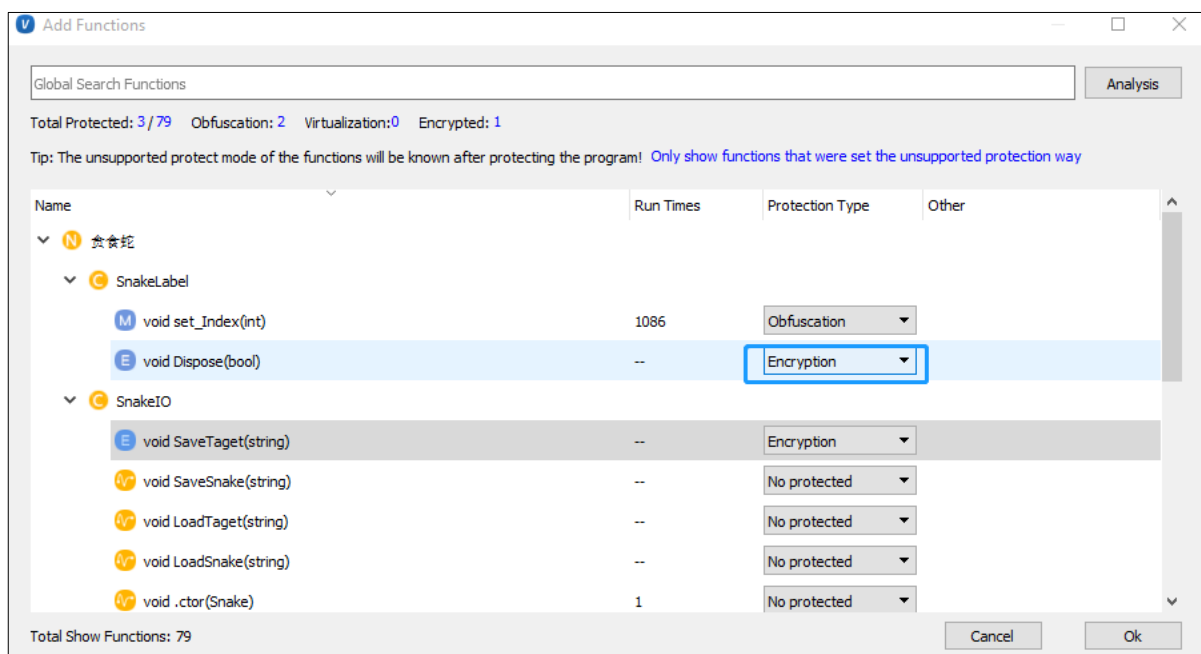 V Add Functions
Global Search Functions Analysis
Total Protected: 3/79 Obfuscation: 2 Virtualization:0 Encrypted: 1
Tip: The unsupported protect mode of the functions will be known after protecting the program! Only show functions that were set the unsupported protection way
Name Run Times Protection Type Other
N 贪食蛇
C SnakeLabel
M void set_Index(int) 1086 Obfuscation
E void Dispose(bool) -- Encryption
C SnakeIO
E void SaveTaget(string) -- Encryption
void SaveSnake(string) -- No protected
void LoadTaget(string) -- No protected
void LoadSnake(string) -- No protected
void .ctor(Snake) 1 No protected
Total Show Functions: 79 Cancel Ok